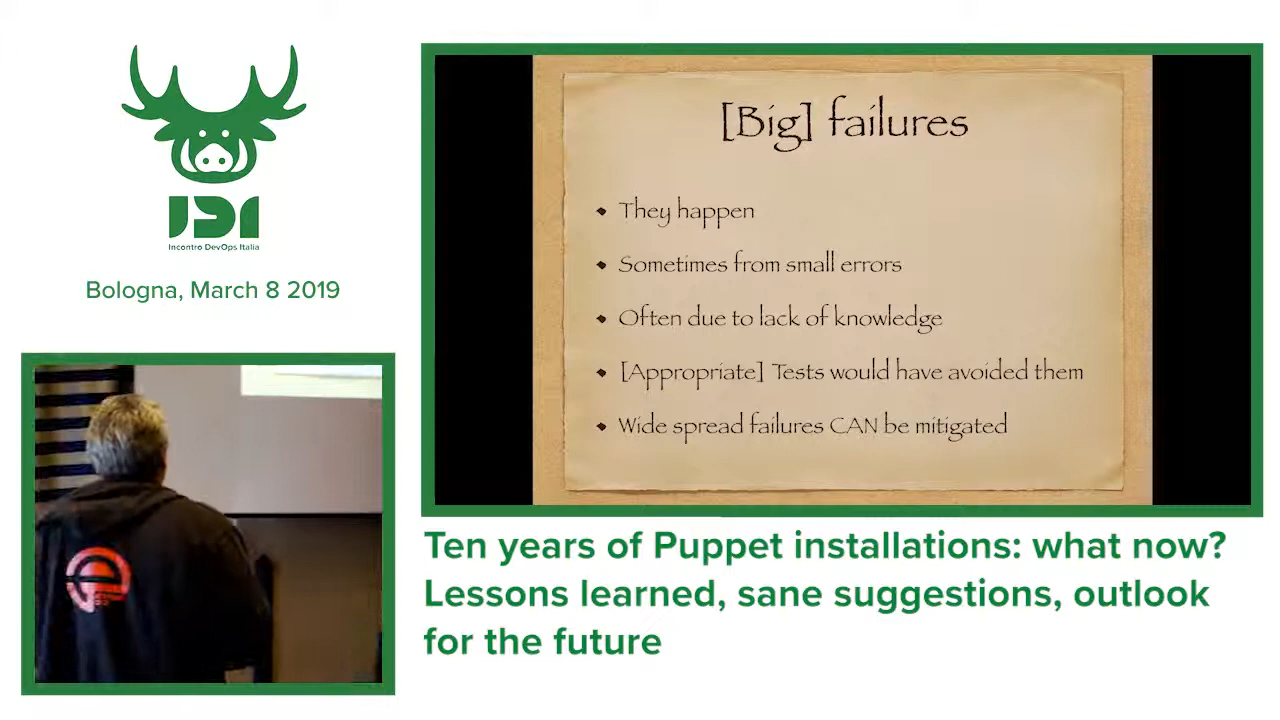 IDI
Incontro DevOps Italia
Bologna, March 8 2019
[Big] failures
They happen
Sometimes from small errors
Often due to lack of knowledge
[Appropriate] Tests would have avoided them
Wide spread failures CAN be mitigated
Ten years of Puppet installations: what now?
Lessons learned, sane suggestions, outlook
for the future